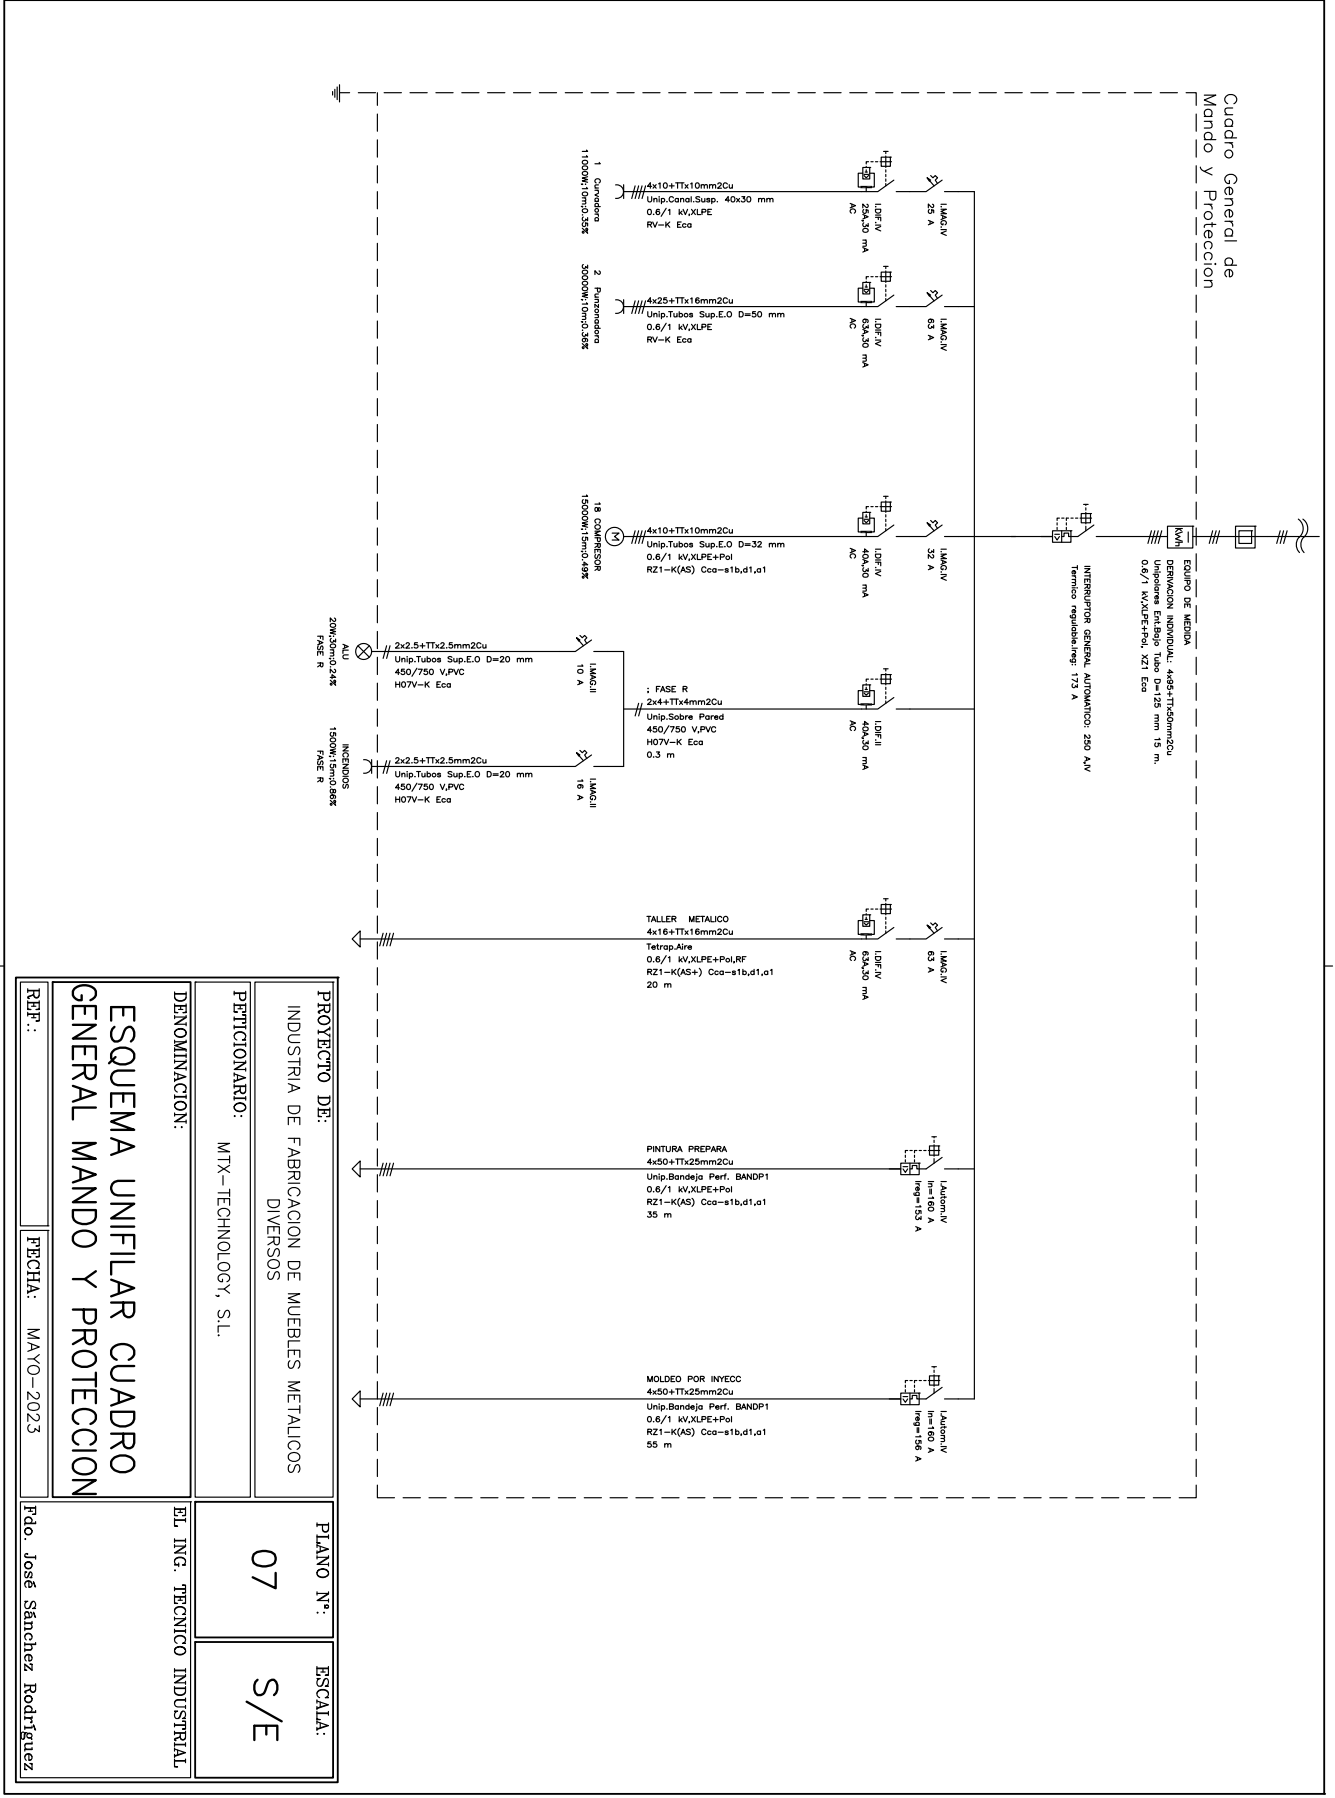 Cuadro General de
Mando y Proteccion
EQUIPO DE MEDIDA
DERIVACION INDIVIDUAL: 4x95+TTx50mm2Cu
Unipolares Ent.Bajo Tubo D=125 mm 15 m.
0.6/1 kV,XLPE+Pol, XZ1 Eca
KWh
INTERRUPTOR GENERAL AUTOMATICO: 250 A,IV
Termico regulable.Ireg: 173 A
I.MAG.IV
25 A
I.DIF.IV
25A,30 mA
AC
4x10+TTx10mm2Cu
Unip.Canal.Susp. 40x30 mm
0.6/1 kV,XLPE
RV-K Eca
1 Curvadora
11000W;10m;0.35%
I.MAG.IV
63 A
I.DIF.IV
63A,30 mA
AC
4x25+TTx16mm2Cu
Unip.Tubos Sup.E.O D=50 mm
0.6/1 kV,XLPE
RV-K Eca
2 Punzonadora
30000W;10m;0.36%
I.MAG.IV
32 A
I.DIF.IV
40A,30 mA
AC
4x10+TTx10mm2Cu
Unip.Tubos Sup.E.O D=32 mm
0.6/1 kV,XLPE+Pol
RZ1-K(AS) Cca-s1b,d1,a1
M
18 COMPRESOR
15000W;15m;0.49%
I.DIF.II
40A,30 mA
AC
; FASE R
2x4+TTx4mm2Cu
Unip.Sobre Pared
450/750 V,PVC
H07V-K Eca
0.3 m
I.MAG.II
10 A
2x2.5+TTx2.5mm2Cu
Unip.Tubos Sup.E.O D=20 mm
450/750 V,PVC
H07V-K Eca
ALU
20W;30m;0.24%
FASE R
I.MAG.II
16 A
2x2.5+TTx2.5mm2Cu
Unip.Tubos Sup.E.O D=20 mm
450/750 V,PVC
H07V-K Eca
INCENDIOS
1500W;15m;0.86%
FASE R
I.MAG.IV
63 A
I.DIF.IV
63A,30 mA
AC
TALLER METALICO
4x16+TTx16mm2Cu
Tetrap.Aire
0.6/1 kV,XLPE+Pol,RF
RZ1-K(AS+) Cca-s1b,d1,a1
20 m
I.Autom.IV
In=160 A
Ireg=153 A
PINTURA PREPARA
4x50+TTx25mm2Cu
Unip.Bandeja Perf. BANDP1
0.6/1 kV,XLPE+Pol
RZ1-K(AS) Cca-s1b,d1,a1
35 m
I.Autom.IV
In=160 A
Ireg=156 A
MOLDEO POR INYECC
4x50+TTx25mm2Cu
Unip.Bandeja Perf. BANDP1
0.6/1 kV,XLPE+Pol
RZ1-K(AS) Cca-s1b,d1,a1
55 m
PROYECTO DE:
INDUSTRIA DE FABRICACION DE MUEBLES METALICOS
DIVERSOS
PETICIONARIO:
MTX-TECHNOLOGY, S.L.
DENOMINACION:
ESQUEMA UNIFILAR CUADRO
GENERAL MANDO Y PROTECCION
REF.:
FECHA: MAYO-2023
PLANO Nº:
07
ESCALA:
S/E
EL ING. TECNICO INDUSTRIAL
Fdo. José Sánchez Rodríguez